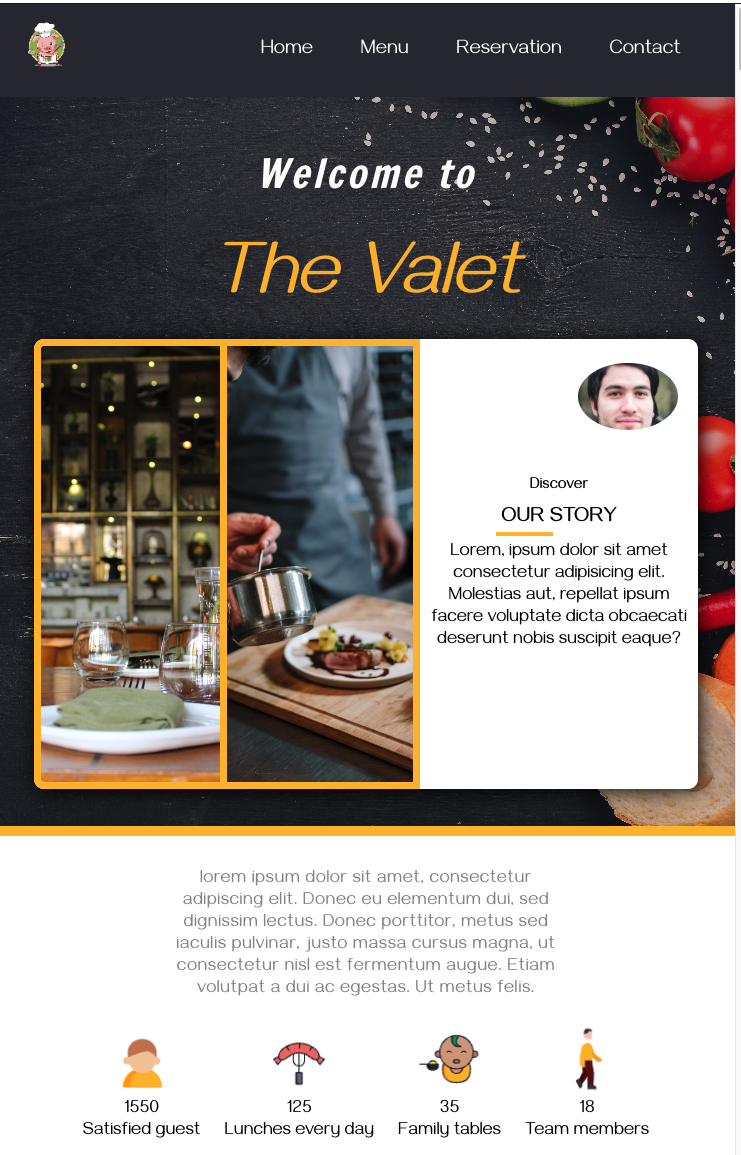 Home Menu Reservation Contact
Welcome to
The Valet
Discover
OUR STORY
Lorem, ipsum dolor sit amet
consectetur adipisicing elit.
Molestias aut, repellat ipsum
facere voluptate dicta obcaecati
deserunt nobis suscipit eaque?
lorem ipsum dolor sit amet, consectetur
adipiscing elit. Donec eu elementum dui, sed
dignissim lectus. Donec porttitor, metus sed
iaculis pulvinar, justo massa cursus magna, ut
consectetur nisl est fermentum augue. Etiam
volutpat a dui ac egestas. Ut metus felis.
1550 125 35 18
Satisfied guest Lunches every day Family tables Team members